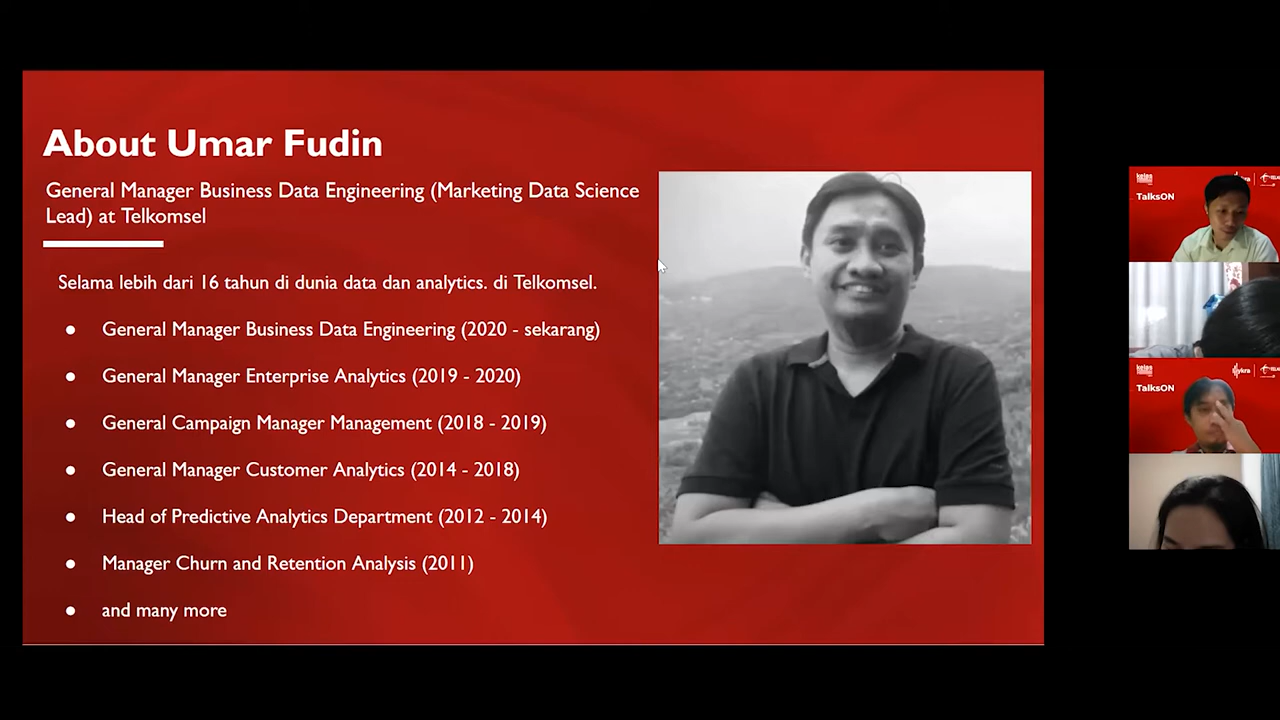 About Umar Fudin
General Manager Business Data Engineering (Marketing Data Science
Lead) at Telkomsel
Selama lebih dari 16 tahun di dunia data dan analytics. di Telkomsel.
● General Manager Business Data Engineering (2020 - sekarang)
● General Manager Enterprise Analytics (2019 - 2020)
● General Campaign Manager Management (2018 - 2019)
● General Manager Customer Analytics (2014 - 2018)
● Head of Predictive Analytics Department (2012 - 2014)
● Manager Churn and Retention Analysis (2011)
● and many more
TalksON
TalksON